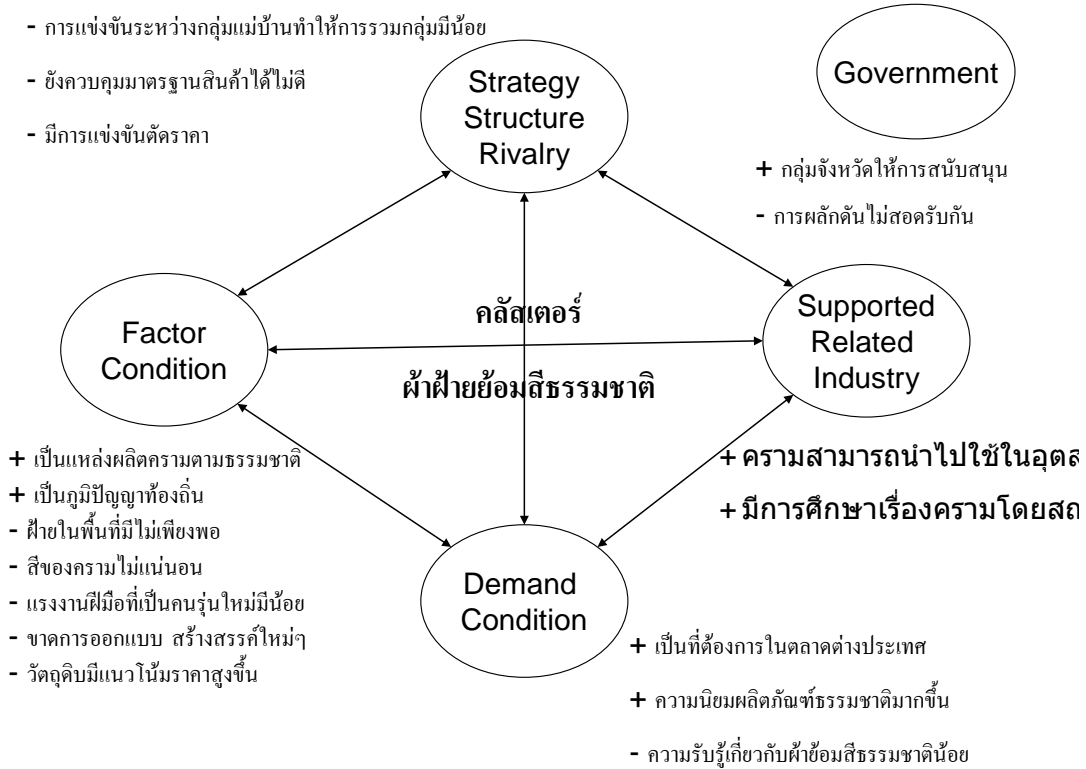 - การแข่งขันระหว่างกลุ่มแม่บ้านทำให้การรวมกลุ่มมีน้อย
- ยังควบคุมมาตรฐานสินค้าได้ไม่ดี
- มีการแข่งขันตัดราคา
Strategy
Structure
Rivalry
Government
+ กลุ่มจังหวัดให้การสนับสนุน
- การผลักดันไม่สอดรับกัน
Factor
Condition
คลัสเตอร์
ผ้าฝ้ายย้อมสีธรรมชาติ
Supported
Related
Industry
+ เป็นแหล่งผลิตครามตามธรรมชาติ
+ เป็นภูมิปัญญาท้องถิ่น
- ฝ้ายในพื้นที่มีไม่เพียงพอ
- สีของครามไม่แน่นอน
- แรงงานฝีมือที่เป็นคนรุ่นใหม่มีน้อย
- ขาดการออกแบบ สร้างสรรค์ใหม่ๆ
- วัตถุดิบมีแนวโน้มราคาสูงขึ้น
+ ครามสามารถนำไปใช้ในอุตส
+ มีการศึกษาเรื่องครามโดยสถ
Demand
Condition
+ เป็นที่ต้องการในตลาดต่างประเทศ
+ ความนิยมผลิตภัณฑ์ธรรมชาติมากขึ้น
- ความรับรู้เกี่ยวกับผ้าย้อมสีธรรมชาติน้อย